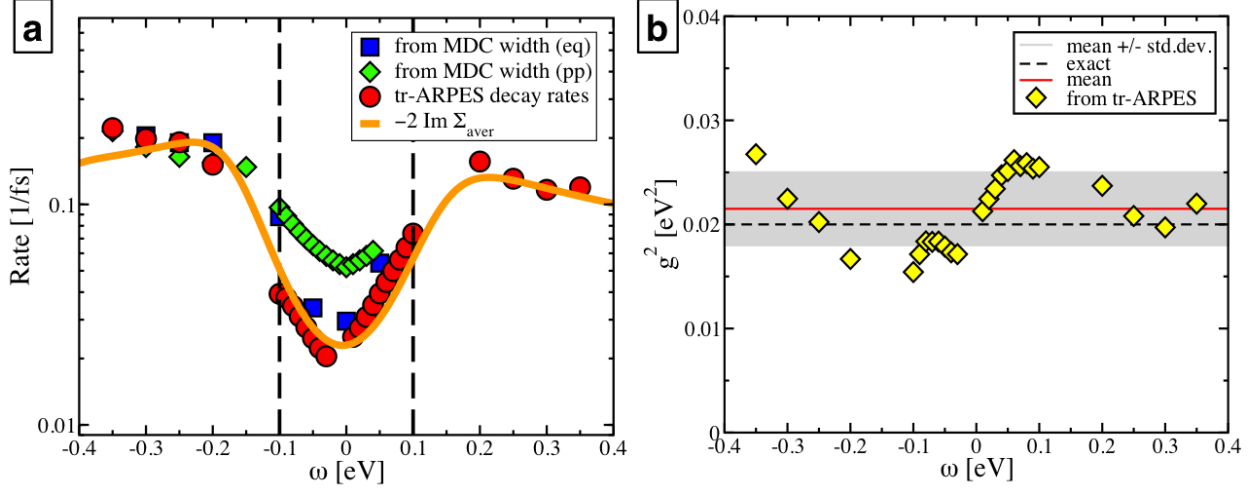 a
from MDC width (eq)
from MDC width (pp)
tr-ARPES decay rates
−2 Im Σaver
Rate [1/fs]
0.1
0.01
-0.4 -0.3 -0.2 -0.1 0 0.1 0.2 0.3 0.4
ω [eV]
b
mean +/- std.dev.
exact
mean
from tr-ARPES
g² [eV²]
0.04
0.03
0.02
0.01
0
-0.4 -0.3 -0.2 -0.1 0 0.1 0.2 0.3 0.4
ω [eV]